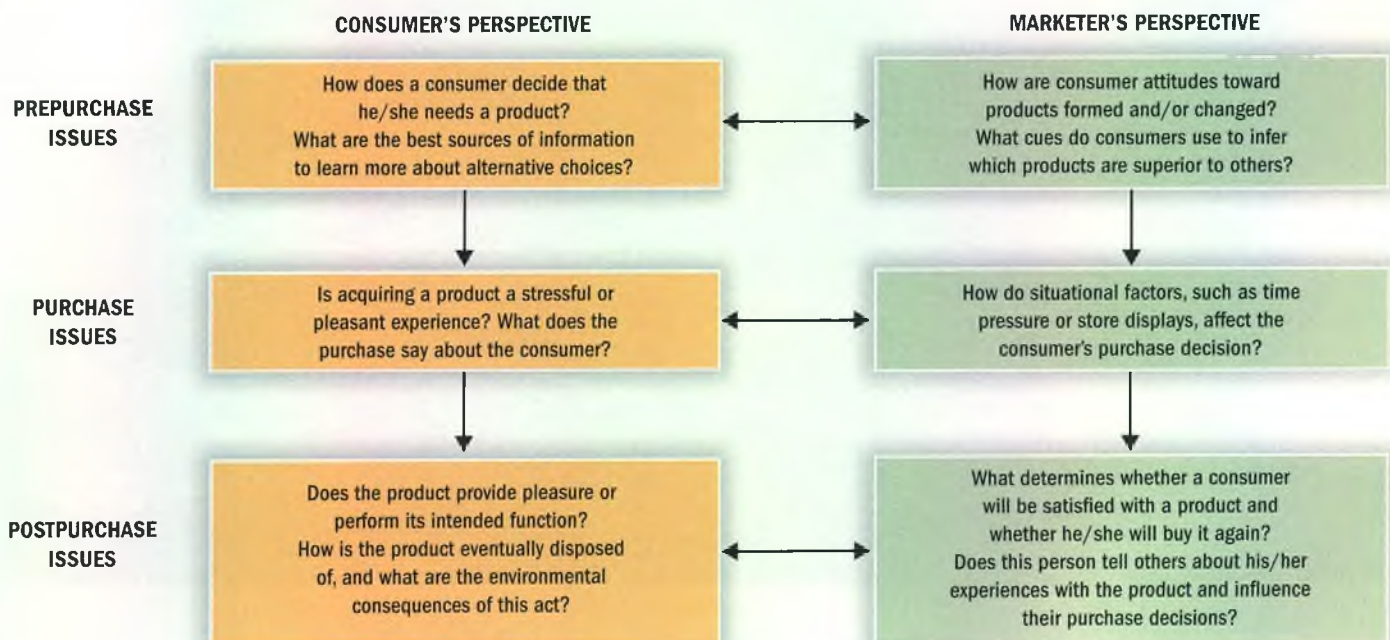 CONSUMER'S PERSPECTIVE
MARKETER'S PERSPECTIVE
PREPURCHASE
ISSUES
How does a consumer decide that
he/she needs a product?
What are the best sources of information
to learn more about alternative choices?
How are consumer attitudes toward
products formed and/or changed?
What cues do consumers use to infer
which products are superior to others?
PURCHASE
ISSUES
Is acquiring a product a stressful or
pleasant experience? What does the
purchase say about the consumer?
How do situational factors, such as time
pressure or store displays, affect the
consumer's purchase decision?
POSTPURCHASE
ISSUES
Does the product provide pleasure or
perform its intended function?
How is the product eventually disposed
of, and what are the environmental
consequences of this act?
What determines whether a consumer
will be satisfied with a product and
whether he/she will buy it again?
Does this person tell others about his/her
experiences with the product and influence
their purchase decisions?